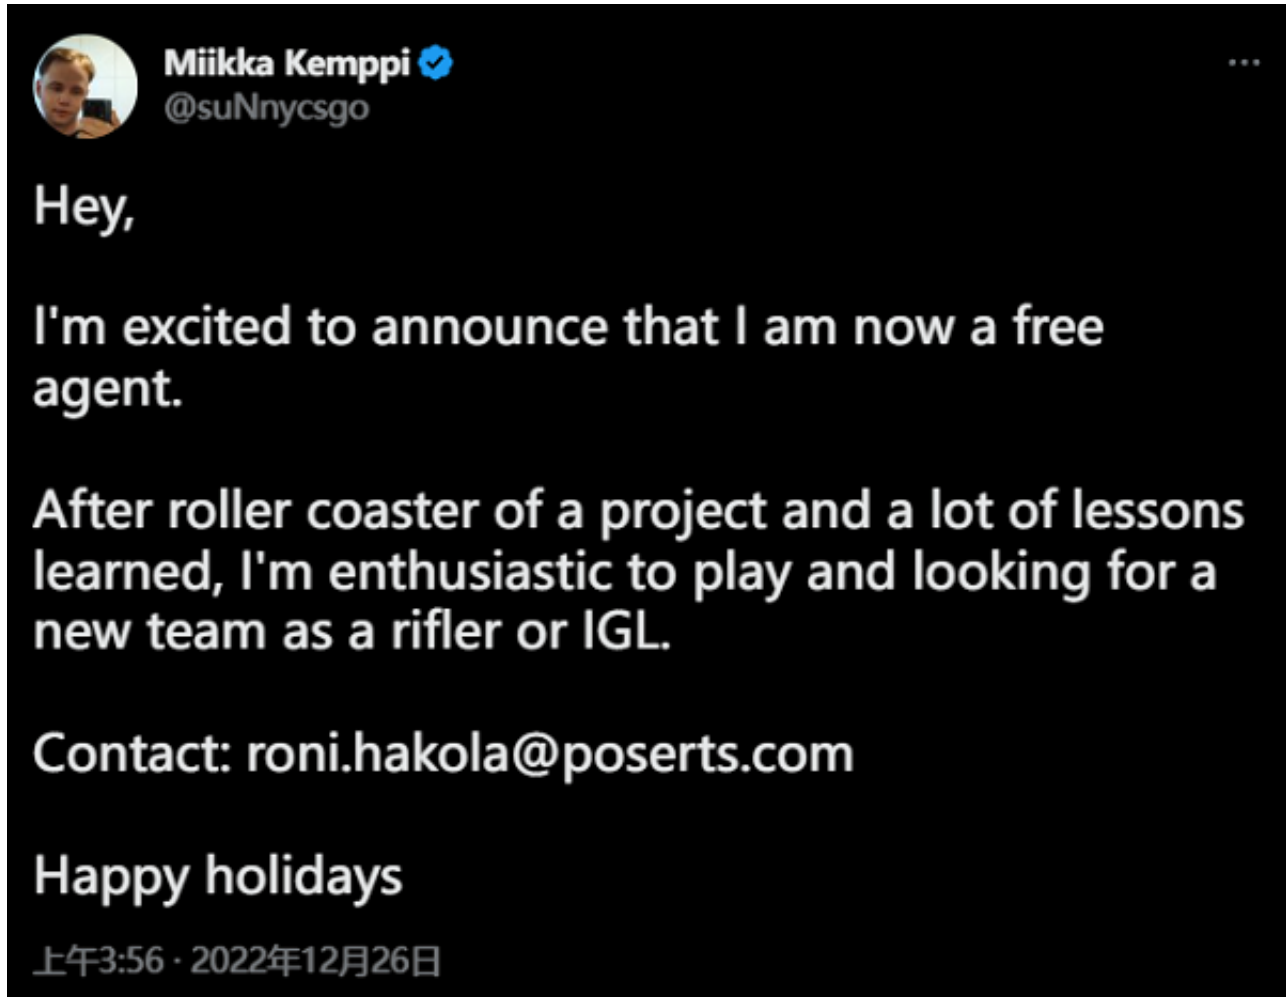 Miikka Kemppi
@suNnycsgo
Hey,
I'm excited to announce that I am now a free
agent.
After roller coaster of a project and a lot of lessons
learned, I'm enthusiastic to play and looking for a
new team as a rifler or IGL.
Contact: roni.hakola@poserts.com
Happy holidays
上午3:56 · 2022年12月26日